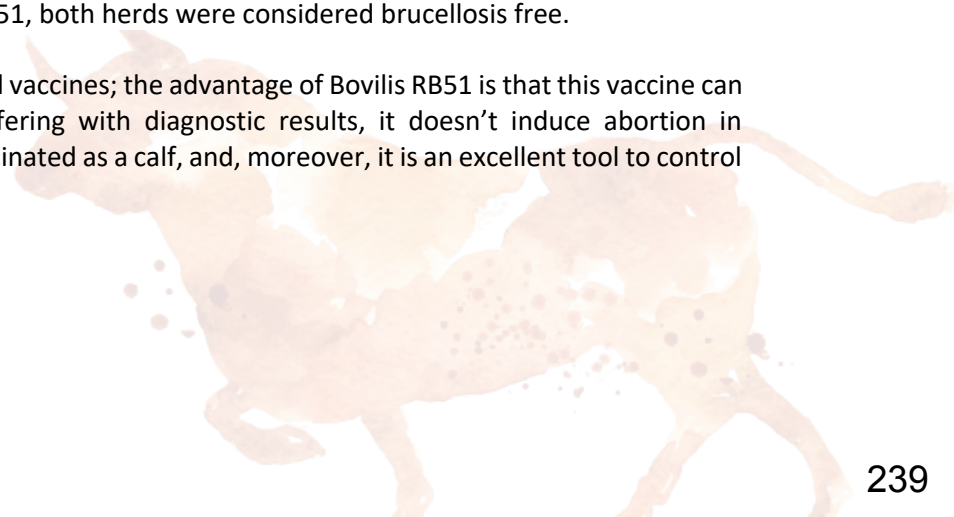 51, both herds were considered brucellosis free.
vaccines; the advantage of Bovilis RB51 is that this vaccine can
fering with diagnostic results, it doesn’t induce abortion in
inated as a calf, and, moreover, it is an excellent tool to control
239